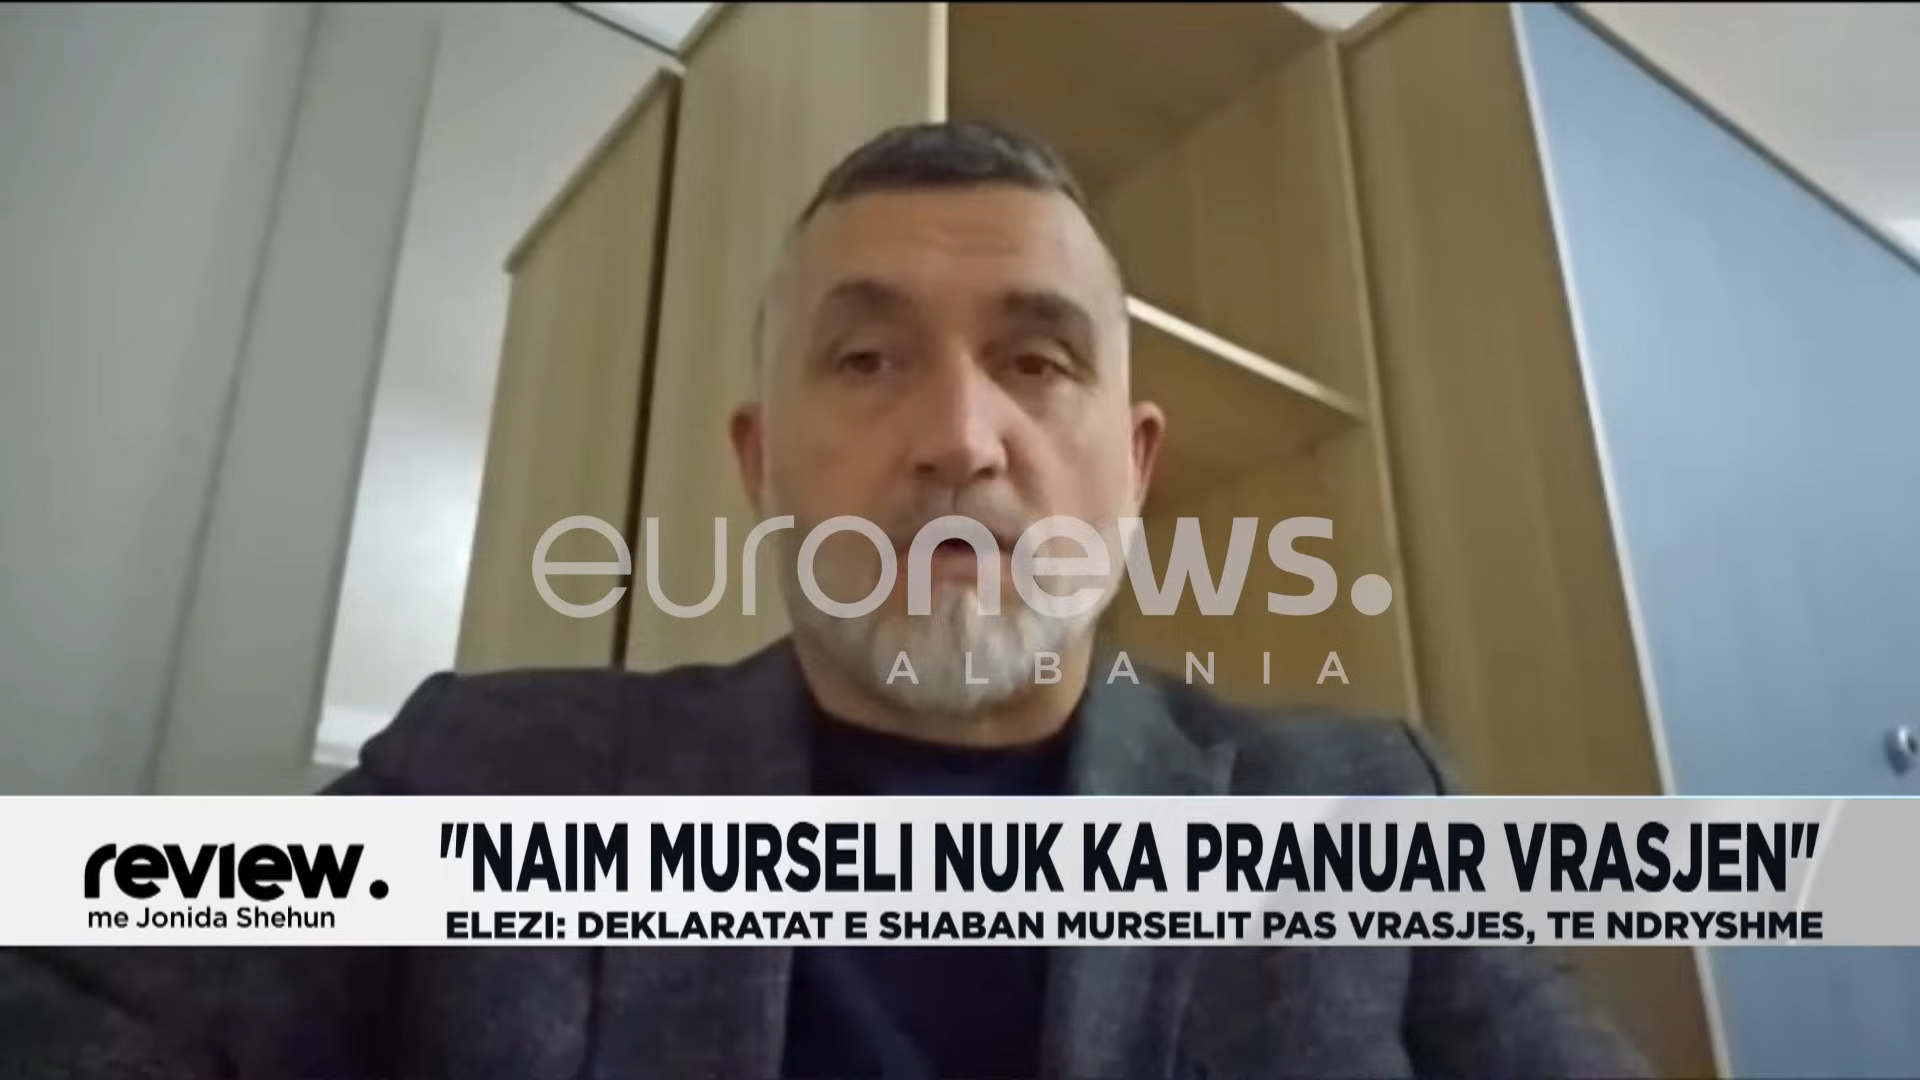 euronews.
ALBANIA
review.
me Jonida Shehun
"NAIM MURSELI NUK KA PRANUAR VRASJEN"
ELEZI: DEKLARATAT E SHABAN MURSELIT PAS VRASJES, TE NDRYSHME